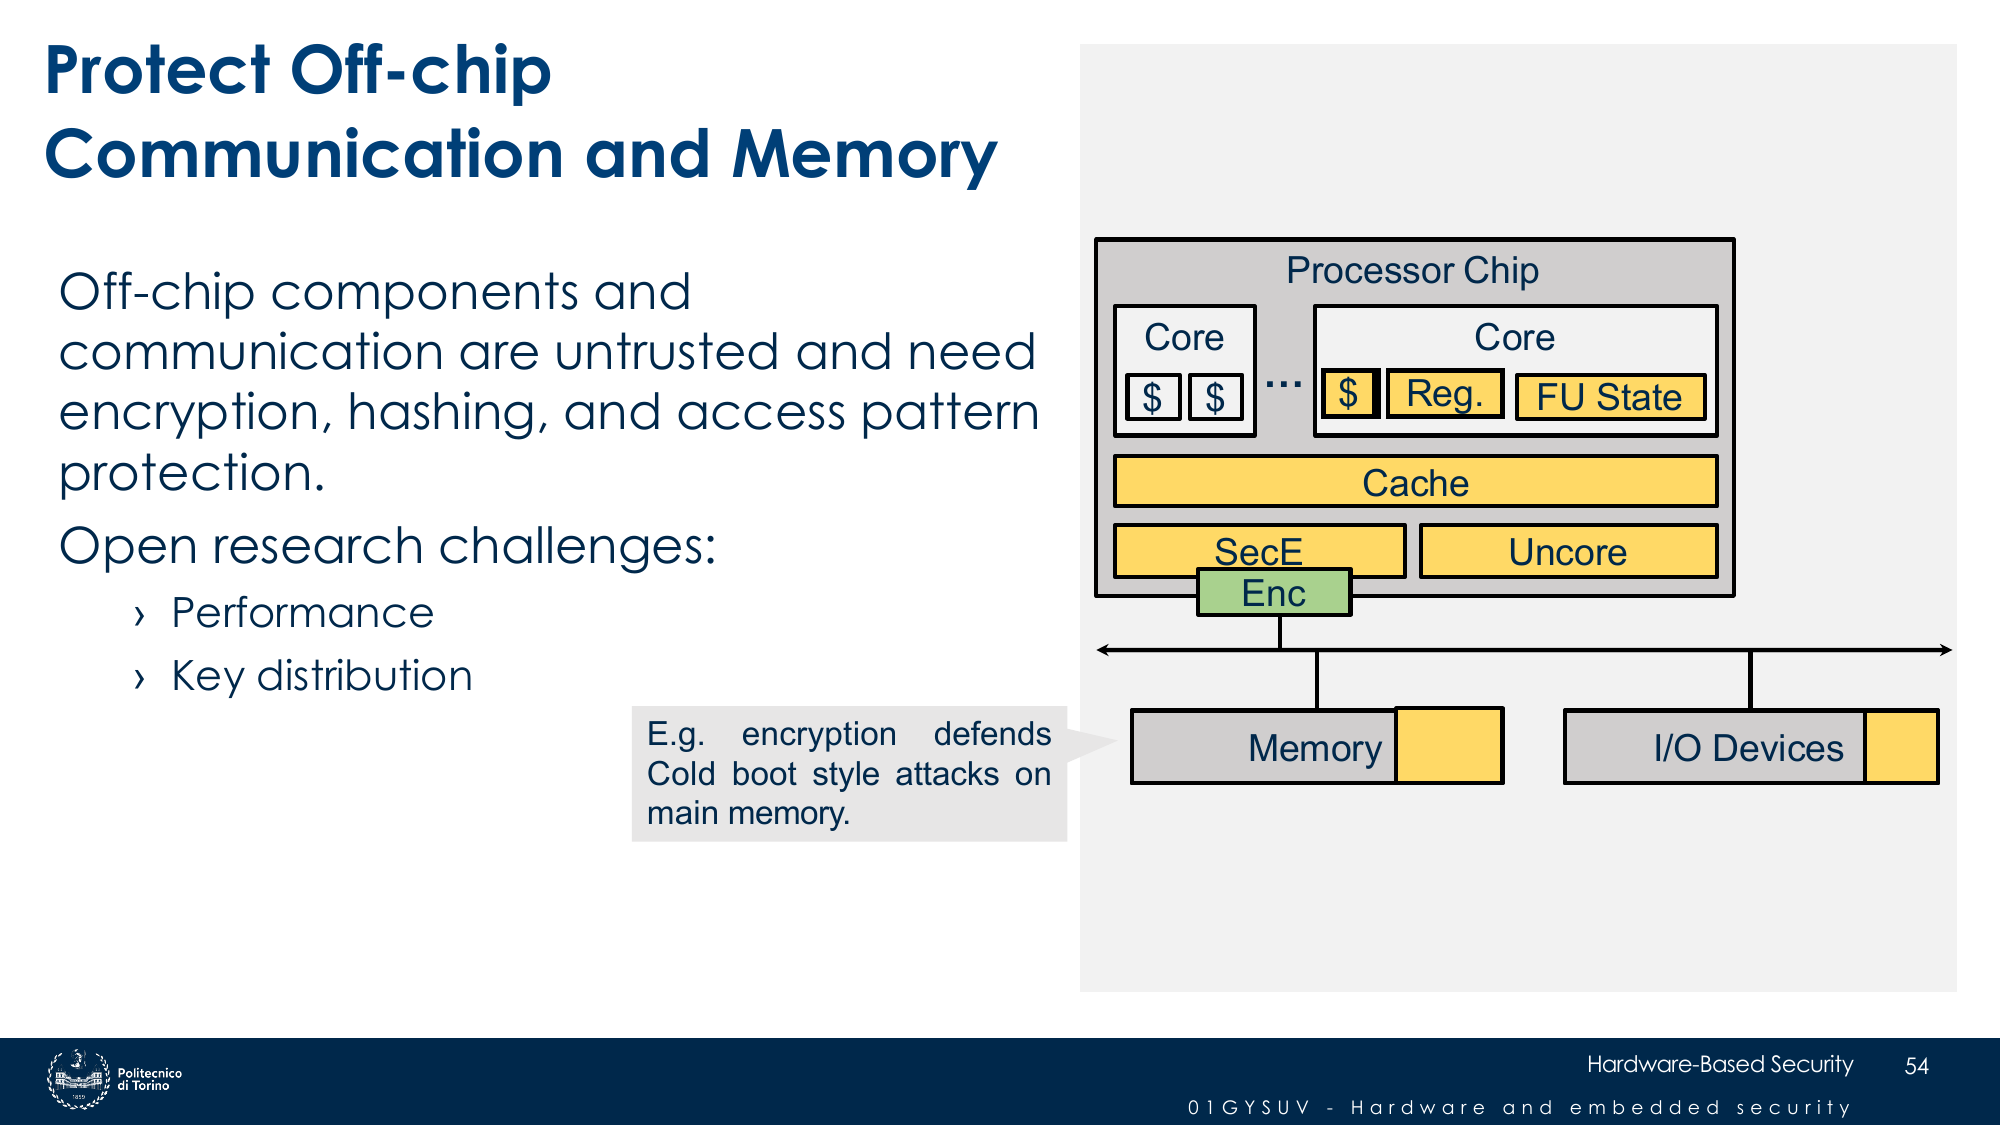 Protect Off-chip
Communication and Memory
Off-chip components and
communication are untrusted and need
encryption, hashing, and access pattern
protection.
Open research challenges:
› Performance
› Key distribution
E.g. encryption defends
Cold boot style attacks on
main memory.
Processor Chip
Core
$ $
...
Core
$ Reg. FU State
Cache
SecE
Uncore
Enc
Memory
I/O Devices
Politecnico
di Torino
1859
Hardware-Based Security
54
01GYSUV - Hardware and embedded security